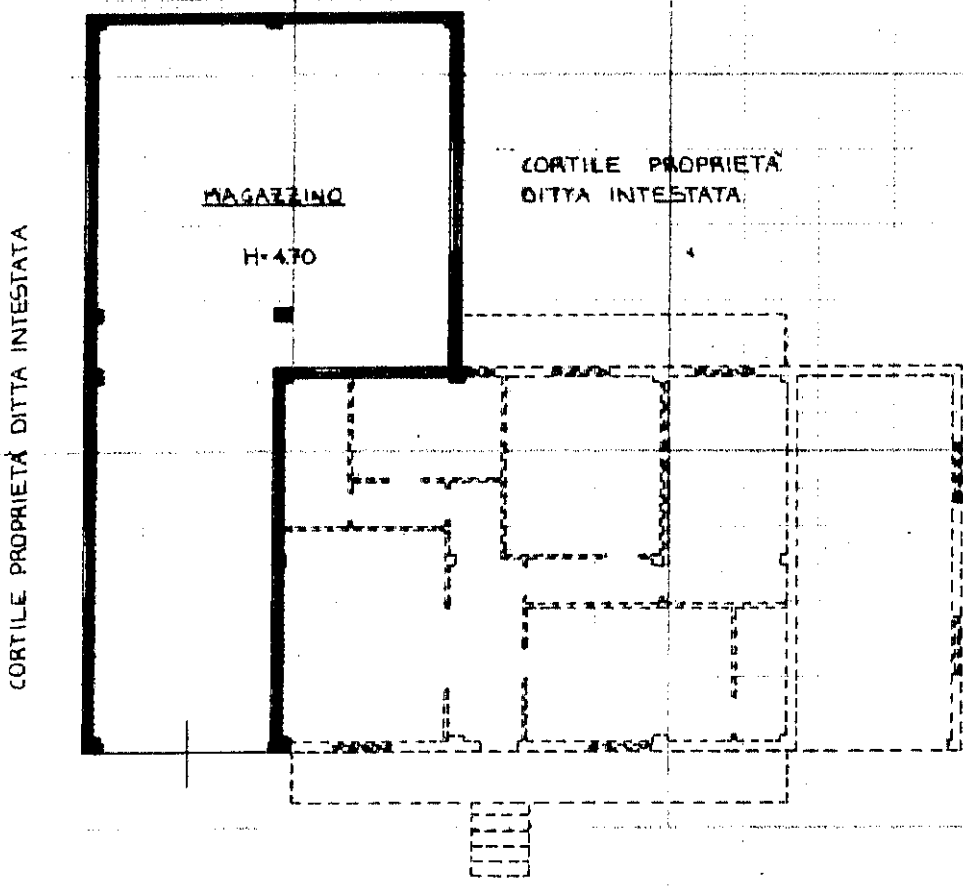 MAGAZZINO
H=4.70
CORTILE PROPRIETÀ
DITTA INTESTATA
CORTILE PROPRIETÀ DITTA INTESTATA